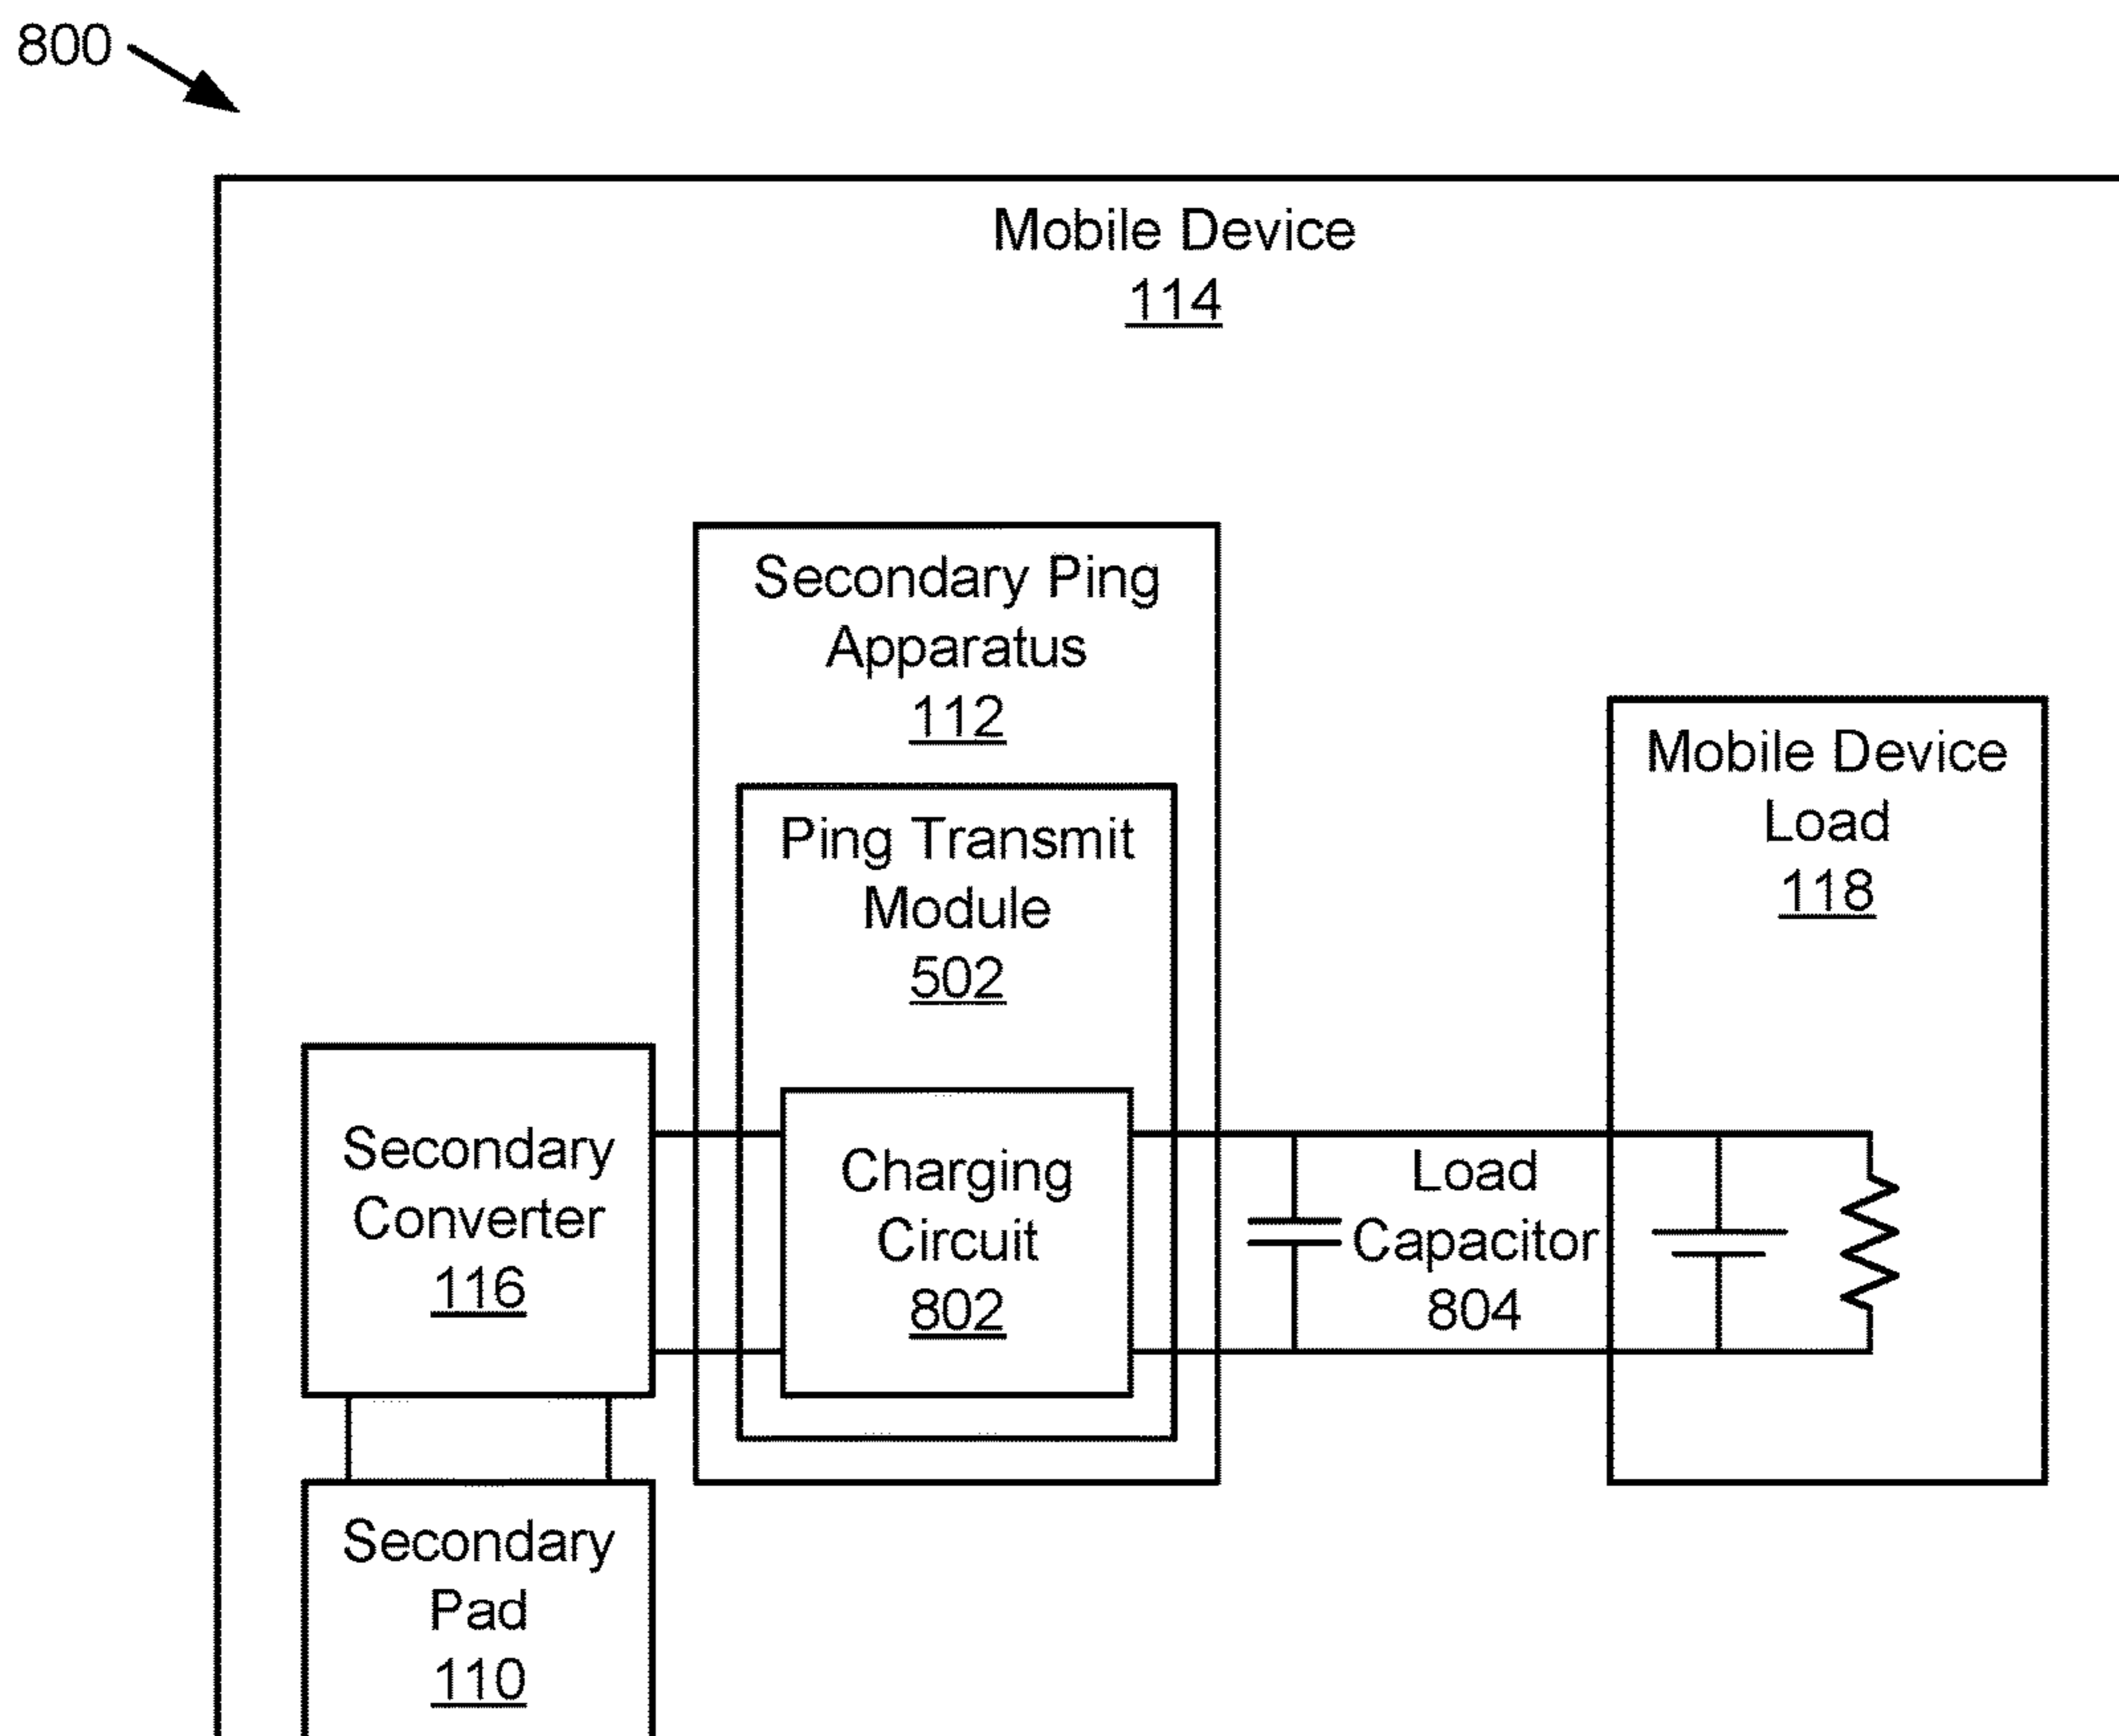 800
Mobile Device
114
Secondary Ping
Apparatus
112
Mobile Device
Load
118
Ping Transmit
Module
502
Secondary
Converter
116
Charging
Circuit
802
Load
Capacitor
804
Secondary
Pad
110